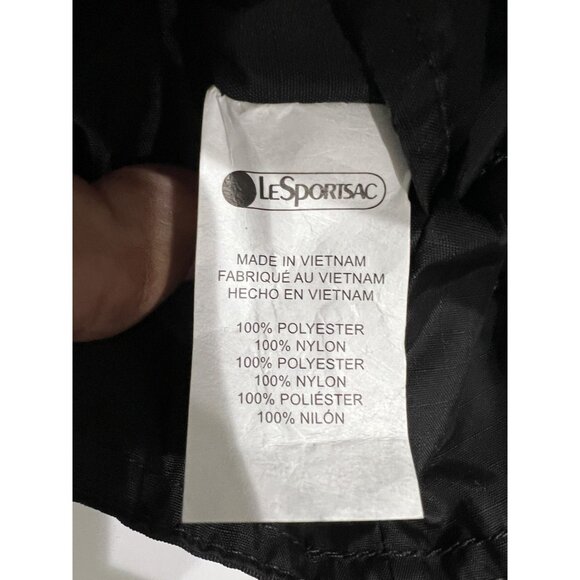 LESPORTSAC
MADE IN VIETNAM
FABRIQUÉ AU VIETNAM
HECHO EN VIETNAM
100% POLYESTER
100% NYLON
100% POLYESTER
100% NYLON
100% POLIÉSTER
100% NILÓN